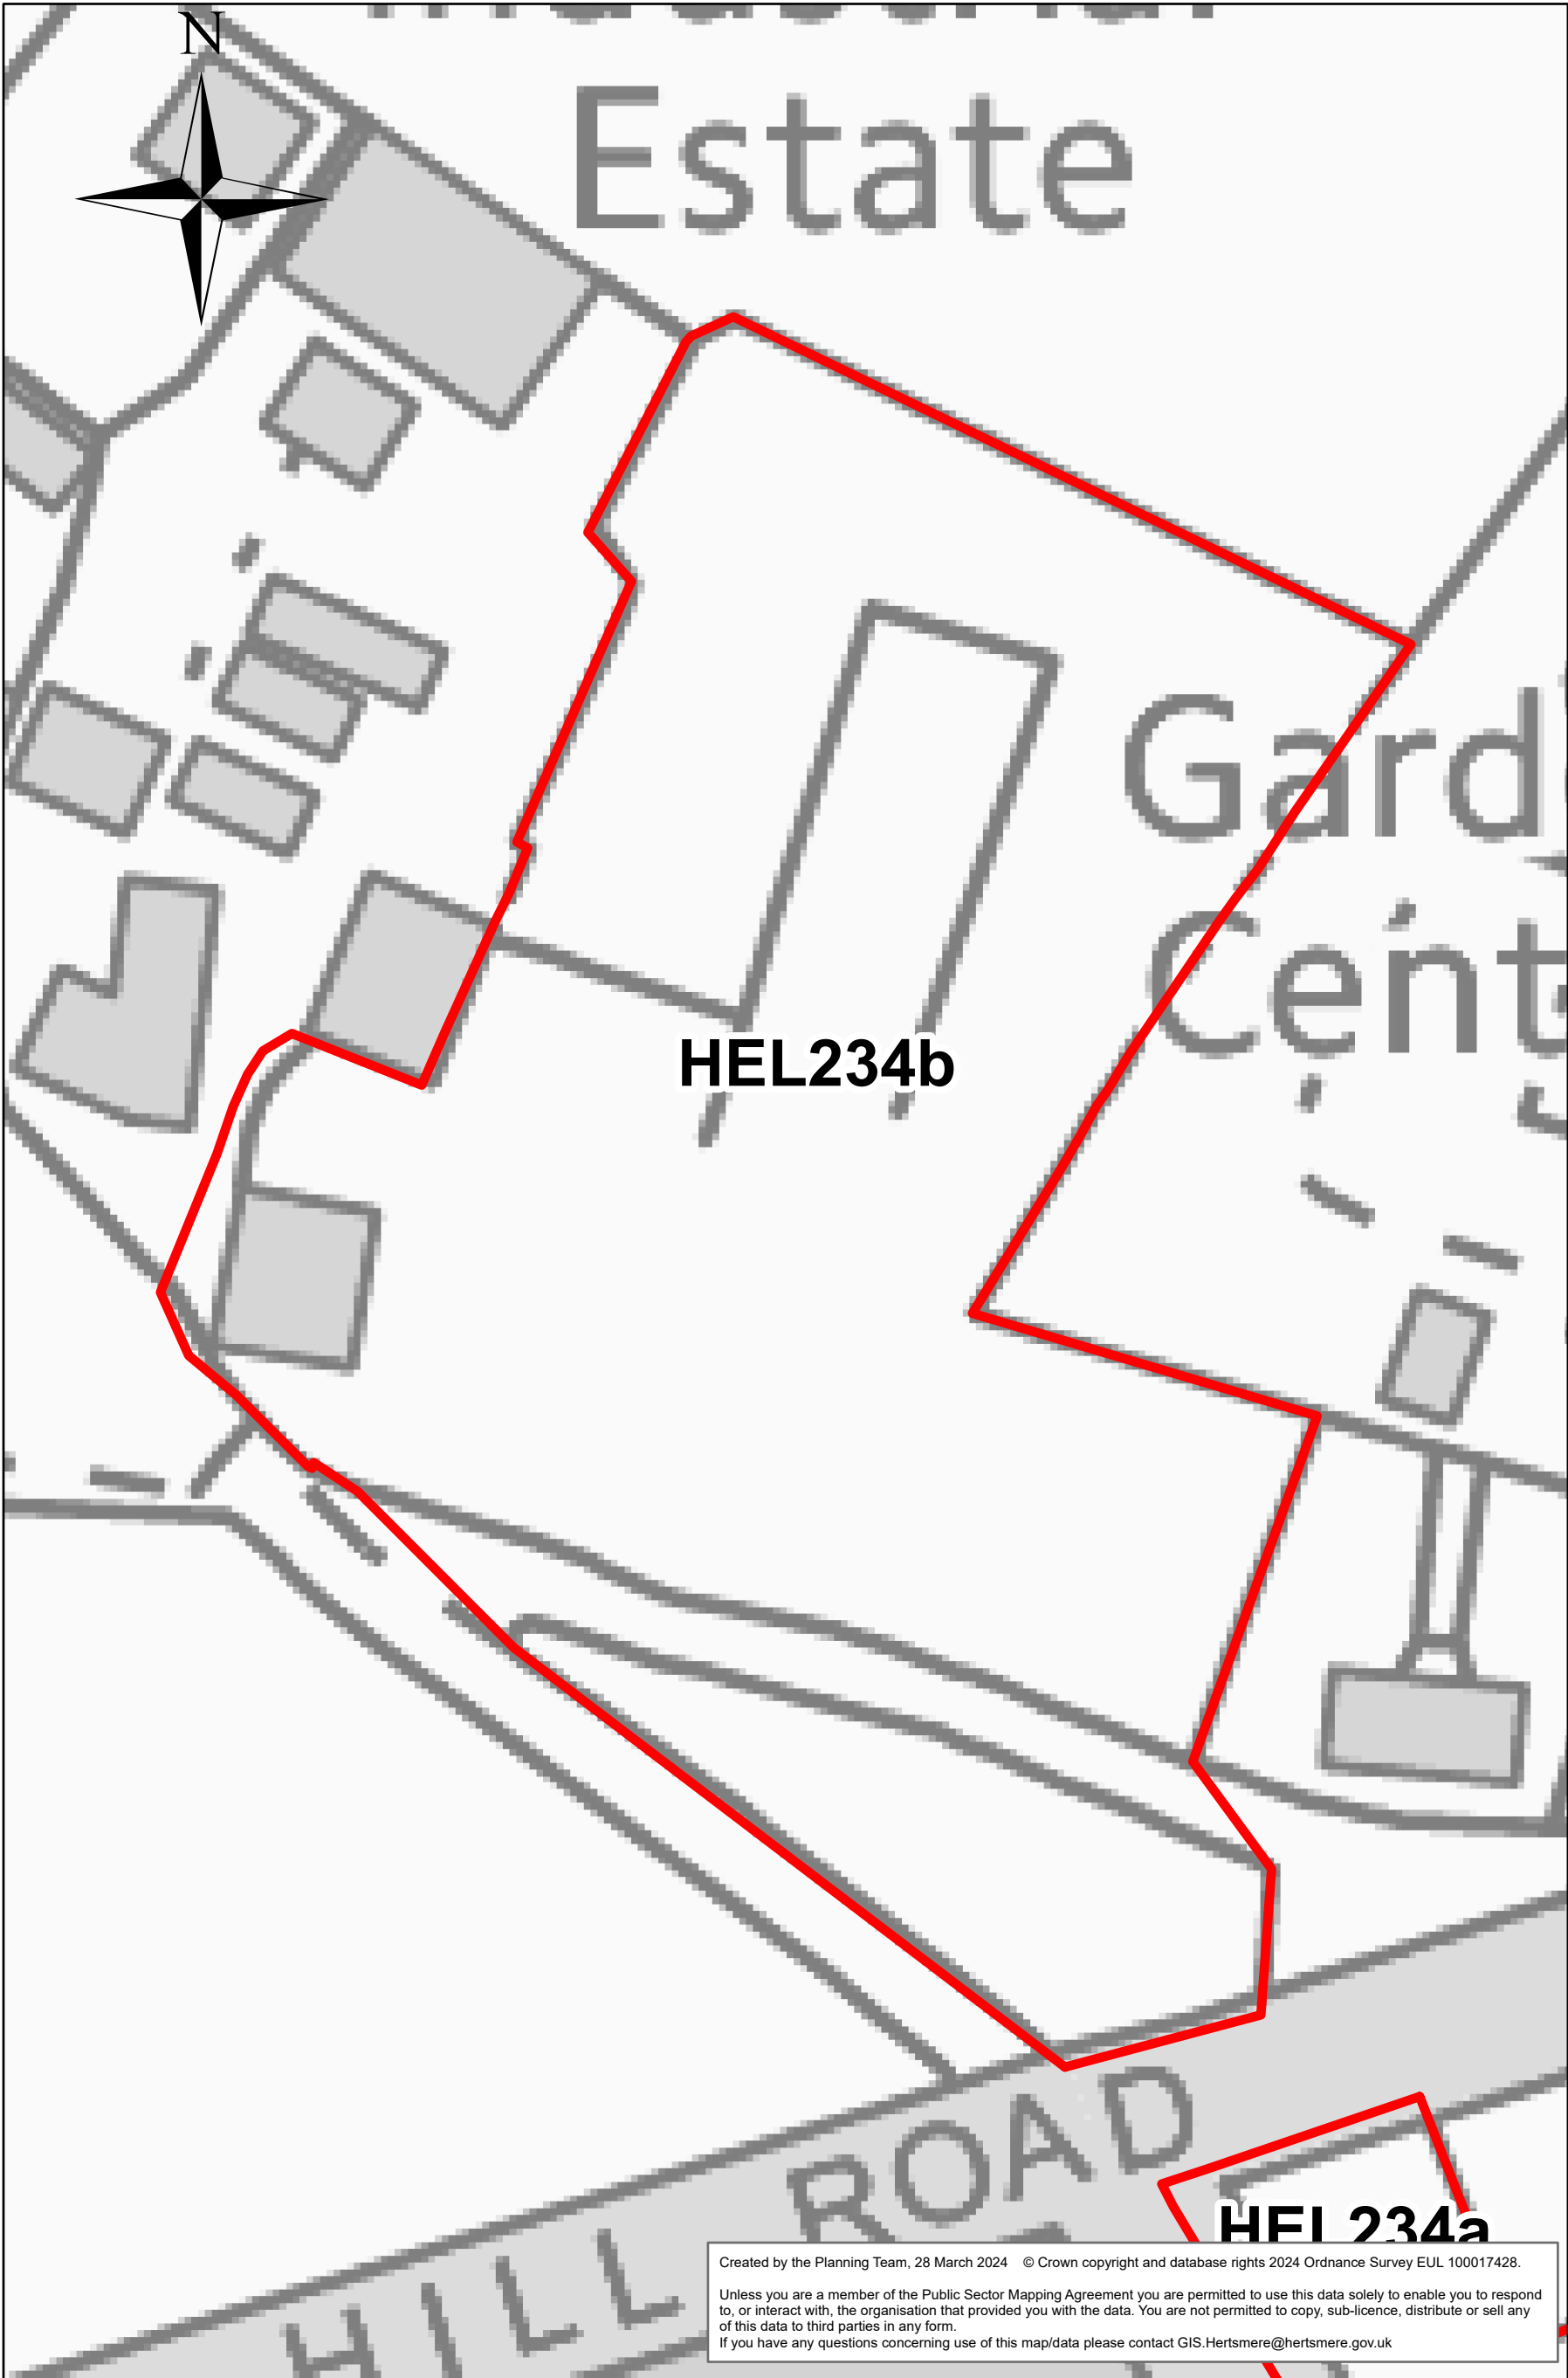 N
Estate
Gard
Cent
HEL234b
HILL ROAD
HEL234a
Created by the Planning Team, 28 March 2024 © Crown copyright and database rights 2024 Ordnance Survey EUL 100017428.
Unless you are a member of the Public Sector Mapping Agreement you are permitted to use this data solely to enable you to respond
to, or interact with, the organisation that provided you with the data. You are not permitted to copy, sub-licence, distribute or sell any
of this data to third parties in any form.
If you have any questions concerning use of this map/data please contact GIS.Hertsmere@hertsmere.gov.uk